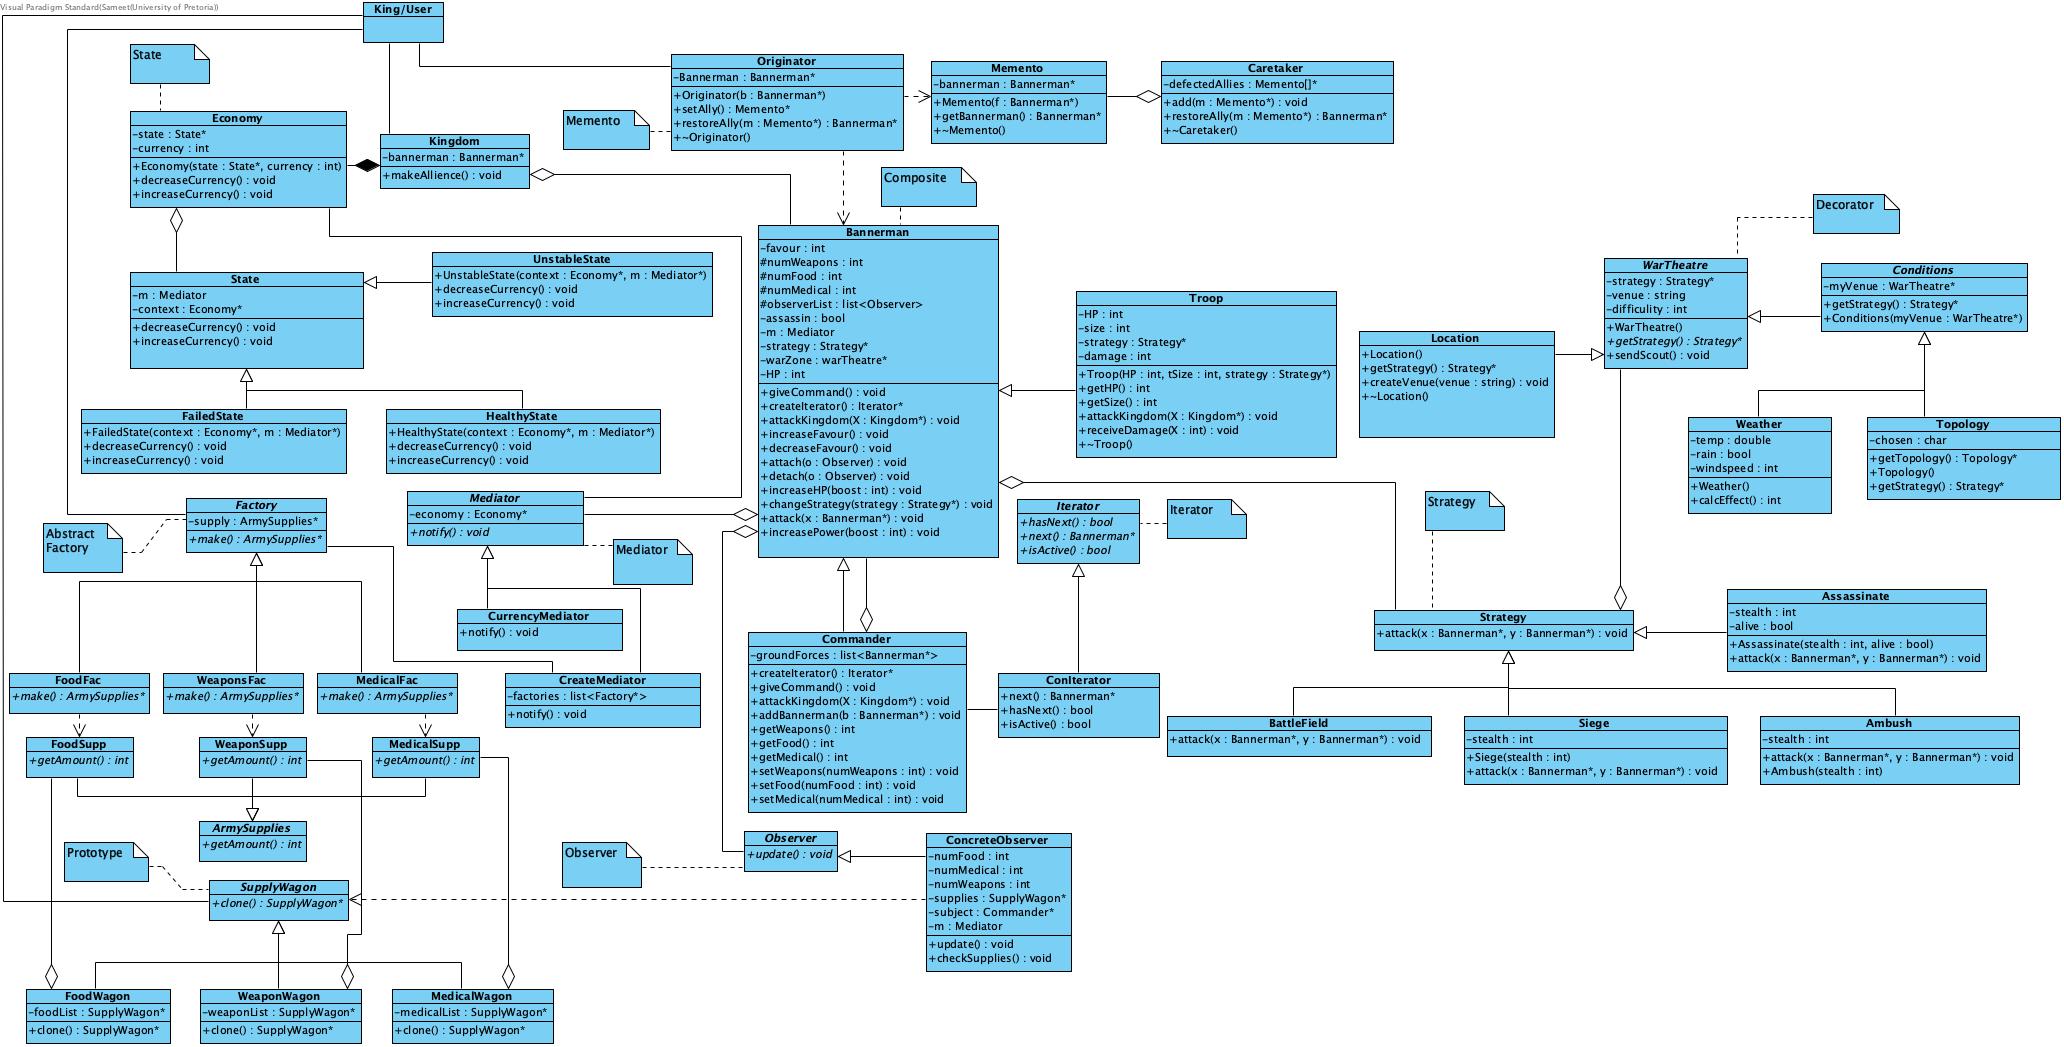 Visual Paradigm Standard(Sameet(University of Pretoria))
King/User
State
Economy
-state : State*
-currency : int
+Economy(state : State*, currency : int)
+decreaseCurrency() : void
+increaseCurrency() : void
Kingdom
-bannerman : Bannerman*
+makeAllience() : void
Memento
Originator
-Bannerman : Bannerman*
+Originator(b : Bannerman*)
+setAlly() : Memento*
+restoreAlly(m : Memento*) : Bannerman*
+~Originator()
Memento
-bannerman : Bannerman*
+Memento(f : Bannerman*)
+getBannerman() : Bannerman*
+~Memento()
Caretaker
-defectedAllies : Memento[]*
+add(m : Memento*) : void
+restoreAlly(m : Memento*) : Bannerman*
+~Caretaker()
Composite
Decorator
State
-m : Mediator
-context : Economy*
+decreaseCurrency() : void
+increaseCurrency() : void
UnstableState
+UnstableState(context : Economy*, m : Mediator*)
+decreaseCurrency() : void
+increaseCurrency() : void
FailedState
+FailedState(context : Economy*, m : Mediator*)
+decreaseCurrency() : void
+increaseCurrency() : void
HealthyState
+HealthyState(context : Economy*, m : Mediator*)
+decreaseCurrency() : void
+increaseCurrency() : void
Bannerman
-favour : int
#numWeapons : int
#numFood : int
#numMedical : int
#observerList : list<Observer>
-assassin : bool
-m : Mediator
-strategy : Strategy*
-warZone : warTheatre*
-HP : int
+giveCommand() : void
+createIterator() : Iterator*
+attackKingdom(X : Kingdom*) : void
+increaseFavour() : void
+decreaseFavour() : void
+attach(o : Observer) : void
+detach(o : Observer) : void
+increaseHP(boost : int) : void
+changeStrategy(strategy : Strategy*) : void
+attack(x : Bannerman*) : void
+increasePower(boost : int) : void
Troop
-HP : int
-size : int
-strategy : Strategy*
-damage : int
+Troop(HP : int, tSize : int, strategy : Strategy*)
+getHP() : int
+getSize() : int
+attackKingdom(X : Kingdom*) : void
+receiveDamage(X : int) : void
+~Troop()
Location
+Location()
+getStrategy() : Strategy*
+createVenue(venue : string) : void
+~Location()
WarTheatre
-strategy : Strategy*
-venue : string
-difficulity : int
+WarTheatre()
+getStrategy() : Strategy*
+sendScout() : void
Conditions
-myVenue : WarTheatre*
+getStrategy() : Strategy*
+Conditions(myVenue : WarTheatre*)
Weather
-temp : double
-rain : bool
-windspeed : int
+Weather()
+calcEffect() : int
Topology
-chosen : char
+getTopology() : Topology*
+Topology()
+getStrategy() : Strategy*
Abstract
Factory
Factory
-supply : ArmySupplies*
+make() : ArmySupplies*
Mediator
-economy : Economy*
+notify() : void
Mediator
CurrencyMediator
+notify() : void
CreateMediator
-factories : list<Factory*>
+notify() : void
Iterator
+hasNext() : bool
+next() : Bannerman*
+isActive() : bool
Iterator
Strategy
Strategy
+attack(x : Bannerman*, y : Bannerman*) : void
Assassinate
-stealth : int
-alive : bool
+Assassinate(stealth : int, alive : bool)
+attack(x : Bannerman*, y : Bannerman*) : void
FoodFac
+make() : ArmySupplies*
WeaponsFac
+make() : ArmySupplies*
MedicalFac
+make() : ArmySupplies*
FoodSupp
+getAmount() : int
WeaponSupp
+getAmount() : int
MedicalSupp
+getAmount() : int
Commander
-groundForces : list<Bannerman*>
+createIterator() : Iterator*
+giveCommand() : void
+attackKingdom(X : Kingdom*) : void
+addBannerman(b : Bannerman*) : void
+getWeapons() : int
+getFood() : int
+getMedical() : int
+setWeapons(numWeapons : int) : void
+setFood(numFood : int) : void
+setMedical(numMedical : int) : void
ConIterator
+next() : Bannerman*
+hasNext() : bool
+isActive() : bool
BattleField
+attack(x : Bannerman*, y : Bannerman*) : void
Siege
-stealth : int
+Siege(stealth : int)
+attack(x : Bannerman*, y : Bannerman*) : void
Ambush
-stealth : int
+attack(x : Bannerman*, y : Bannerman*) : void
+Ambush(stealth : int)
ArmySupplies
+getAmount() : int
Prototype
SupplyWagon
+clone() : SupplyWagon*
Observer
Observer
+update() : void
ConcreteObserver
-numFood : int
-numMedical : int
-numWeapons : int
-supplies : SupplyWagon*
-subject : Commander*
-m : Mediator
+update() : void
+checkSupplies() : void
FoodWagon
-foodList : SupplyWagon*
+clone() : SupplyWagon*
WeaponWagon
-weaponList : SupplyWagon*
+clone() : SupplyWagon*
MedicalWagon
-medicalList : SupplyWagon*
+clone() : SupplyWagon*